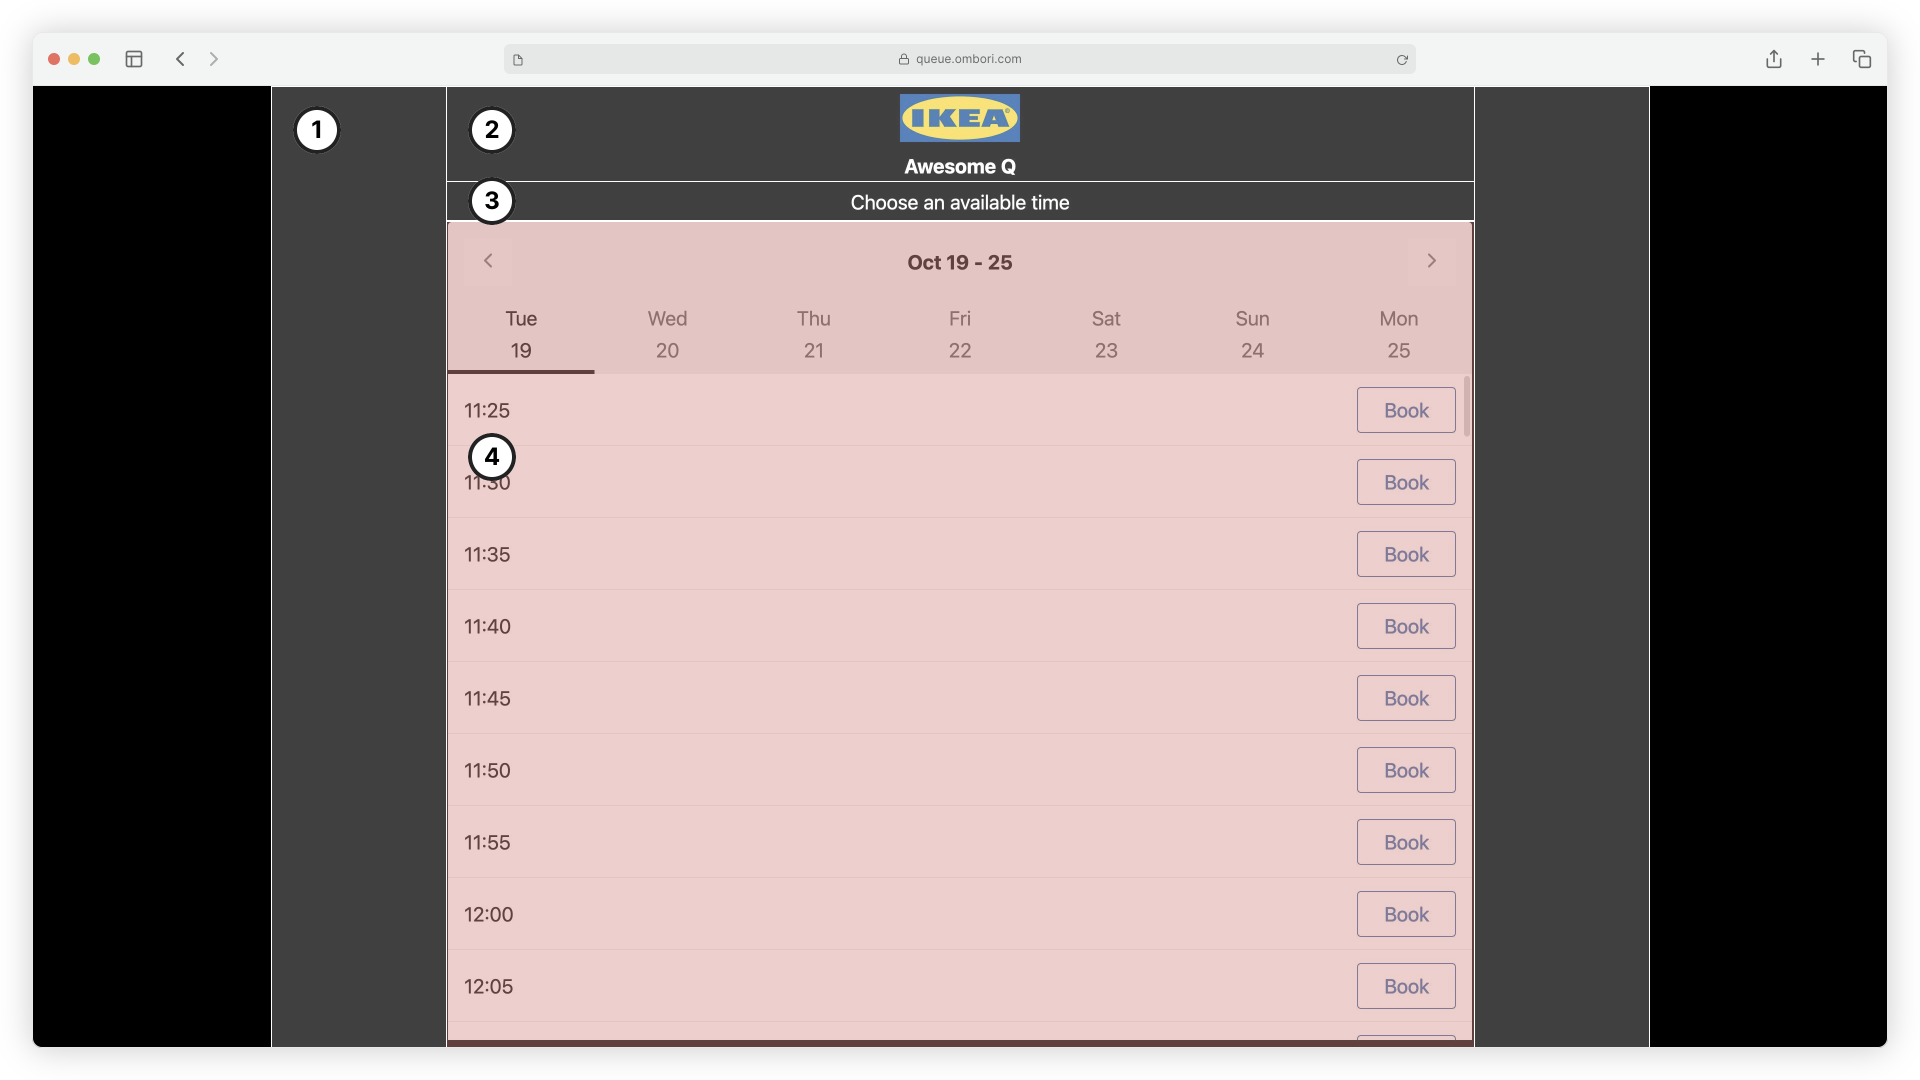 queue.ombori.com
1
2
IKEA®
Awesome Q
3
Choose an available time
Oct 19 - 25
Tue Wed Thu Fri Sat Sun Mon
19 20 21 22 23 24 25
11:25 Book
4
11:30 Book
11:35 Book
11:40 Book
11:45 Book
11:50 Book
11:55 Book
12:00 Book
12:05 Book